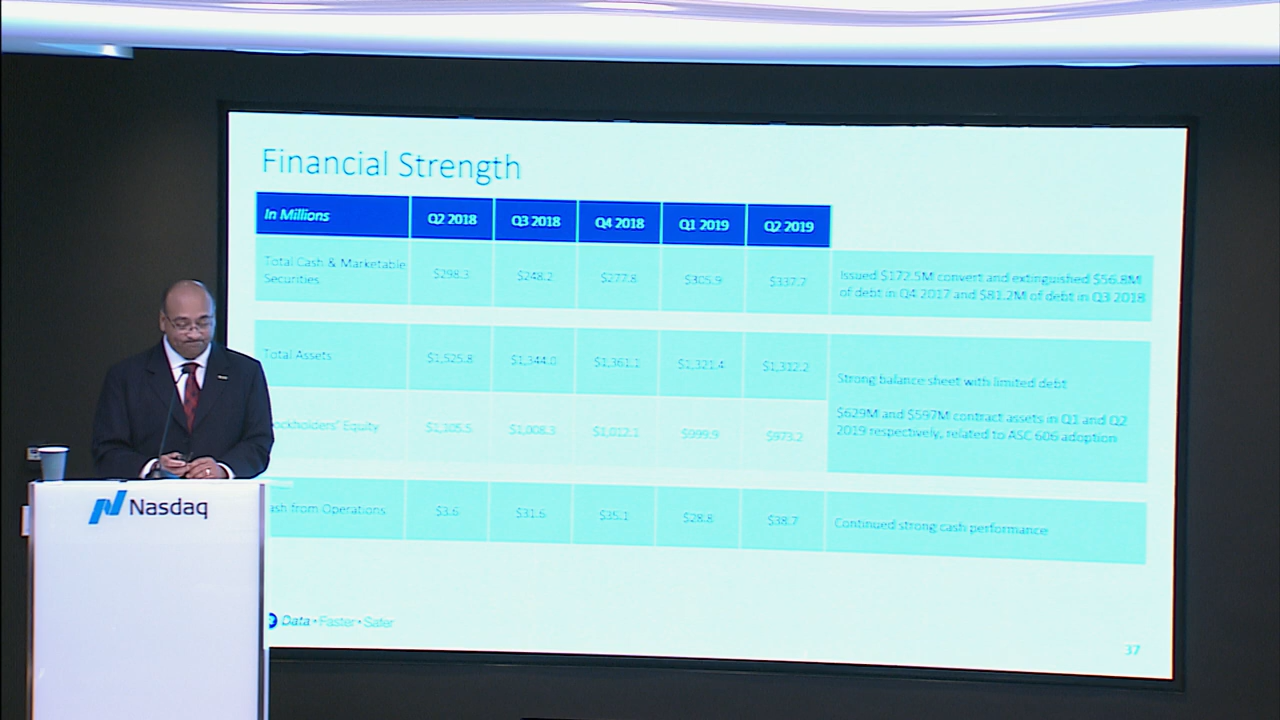 Financial Strength
In Millions Q2 2018 Q3 2018 Q4 2018 Q1 2019 Q2 2019
Total Cash & Marketable
Securities
$298.3 $248.2 $277.8 $305.9 $337.7
Issued $172.5M convert and extinguished $56.8M
of debt in Q4 2017 and $81.2M of debt in Q3 2018
Total Assets $1,525.8 $1,344.0 $1,361.1 $1,321.4 $1,312.2
Strong balance sheet with limited debt
ockholders' Equity $1,105.5 $1,008.3 $1,012.1 $999.9 $973.2
$629M and $597M contract assets in Q1 and Q2
2019 respectively, related to ASC 606 adoption
ash from Operations $3.6 $31.6 $35.1 $28.8 $38.7
Continued strong cash performance
Data • Faster • Safer
37
Nasdaq